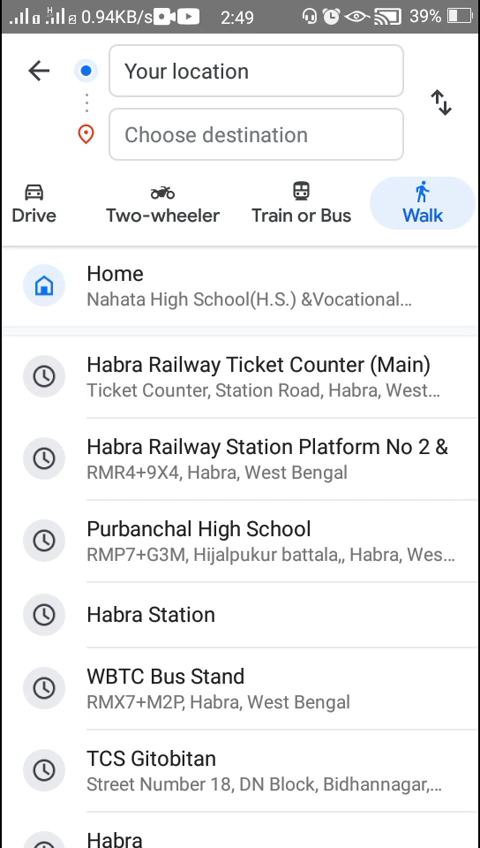 0.94KB/s 2:49 39%
Your location
Choose destination
Drive Two-wheeler Train or Bus Walk
Home
Nahata High School(H.S.) &Vocational...
Habra Railway Ticket Counter (Main)
Ticket Counter, Station Road, Habra, West...
Habra Railway Station Platform No 2 &
RMR4+9X4, Habra, West Bengal
Purbanchal High School
RMP7+G3M, Hijalpukur battala,, Habra, Wes...
Habra Station
WBTC Bus Stand
RMX7+M2P, Habra, West Bengal
TCS Gitobitan
Street Number 18, DN Block, Bidhannagar,...
Habra